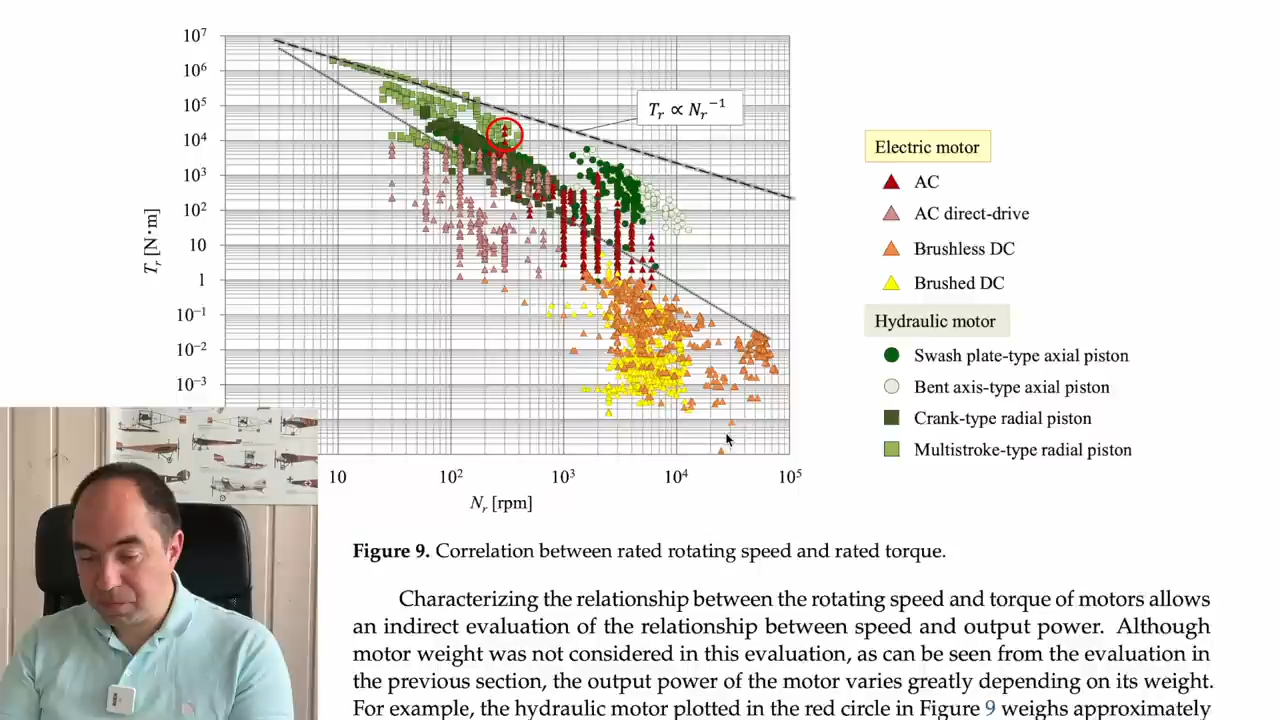 10⁷
10⁶
10⁵
10⁴
10³
10²
10
1
10⁻¹
10⁻²
10⁻³
Tr [N·m]
Tr ∝ Nr⁻¹
10
10²
10³
10⁴
10⁵
Nr [rpm]
Electric motor
AC
AC direct-drive
Brushless DC
Brushed DC
Hydraulic motor
Swash plate-type axial piston
Bent axis-type axial piston
Crank-type radial piston
Multistroke-type radial piston
Figure 9. Correlation between rated rotating speed and rated torque.
Characterizing the relationship between the rotating speed and torque of motors allows
an indirect evaluation of the relationship between speed and output power. Although
motor weight was not considered in this evaluation, as can be seen from the evaluation in
the previous section, the output power of the motor varies greatly depending on its weight.
For example, the hydraulic motor plotted in the red circle in Figure 9 weighs approximately